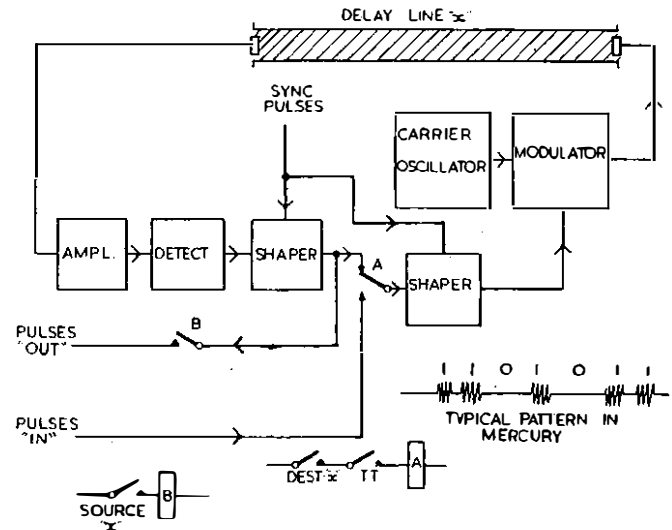 DELAY LINE "x"
SYNC
PULSES
CARRIER
OSCILLATOR
MODULATOR
AMPL.
DETECT
SHAPER
A
SHAPER
B
PULSES
"OUT"
PULSES
"IN"
1 1 0 1 0 1 1
TYPICAL PATTERN IN
MERCURY
DEST "x" TT A
SOURCE
"x"
B